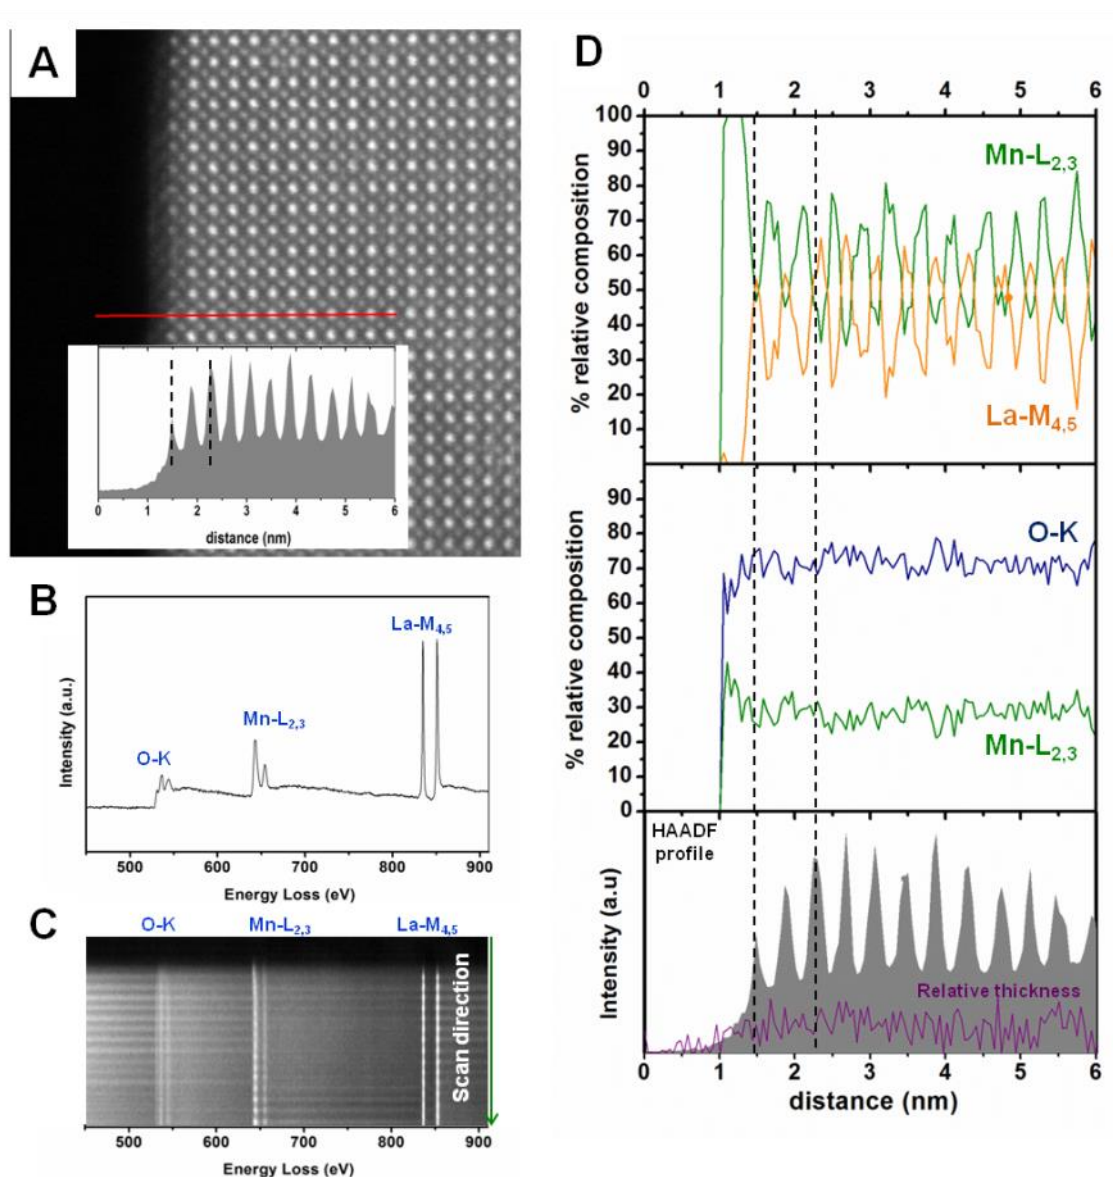 A
0 1 2 3 4 5 6
distance (nm)
B
La-M4,5
Mn-L2,3
O-K
Intensity (a.u.)
500 600 700 800 900
Energy Loss (eV)
C
O-K Mn-L2,3 La-M4,5
Scan direction
500 600 700 800 900
Energy Loss (eV)
D
0 1 2 3 4 5 6
100
90
80
70
60
50
40
30
20
10
% relative composition
Mn-L2,3
La-M4,5
90
80
70
60
50
40
30
20
10
0
% relative composition
O-K
Mn-L2,3
HAADF
profile
Intensity (a.u)
Relative thickness
0 1 2 3 4 5 6
distance (nm)